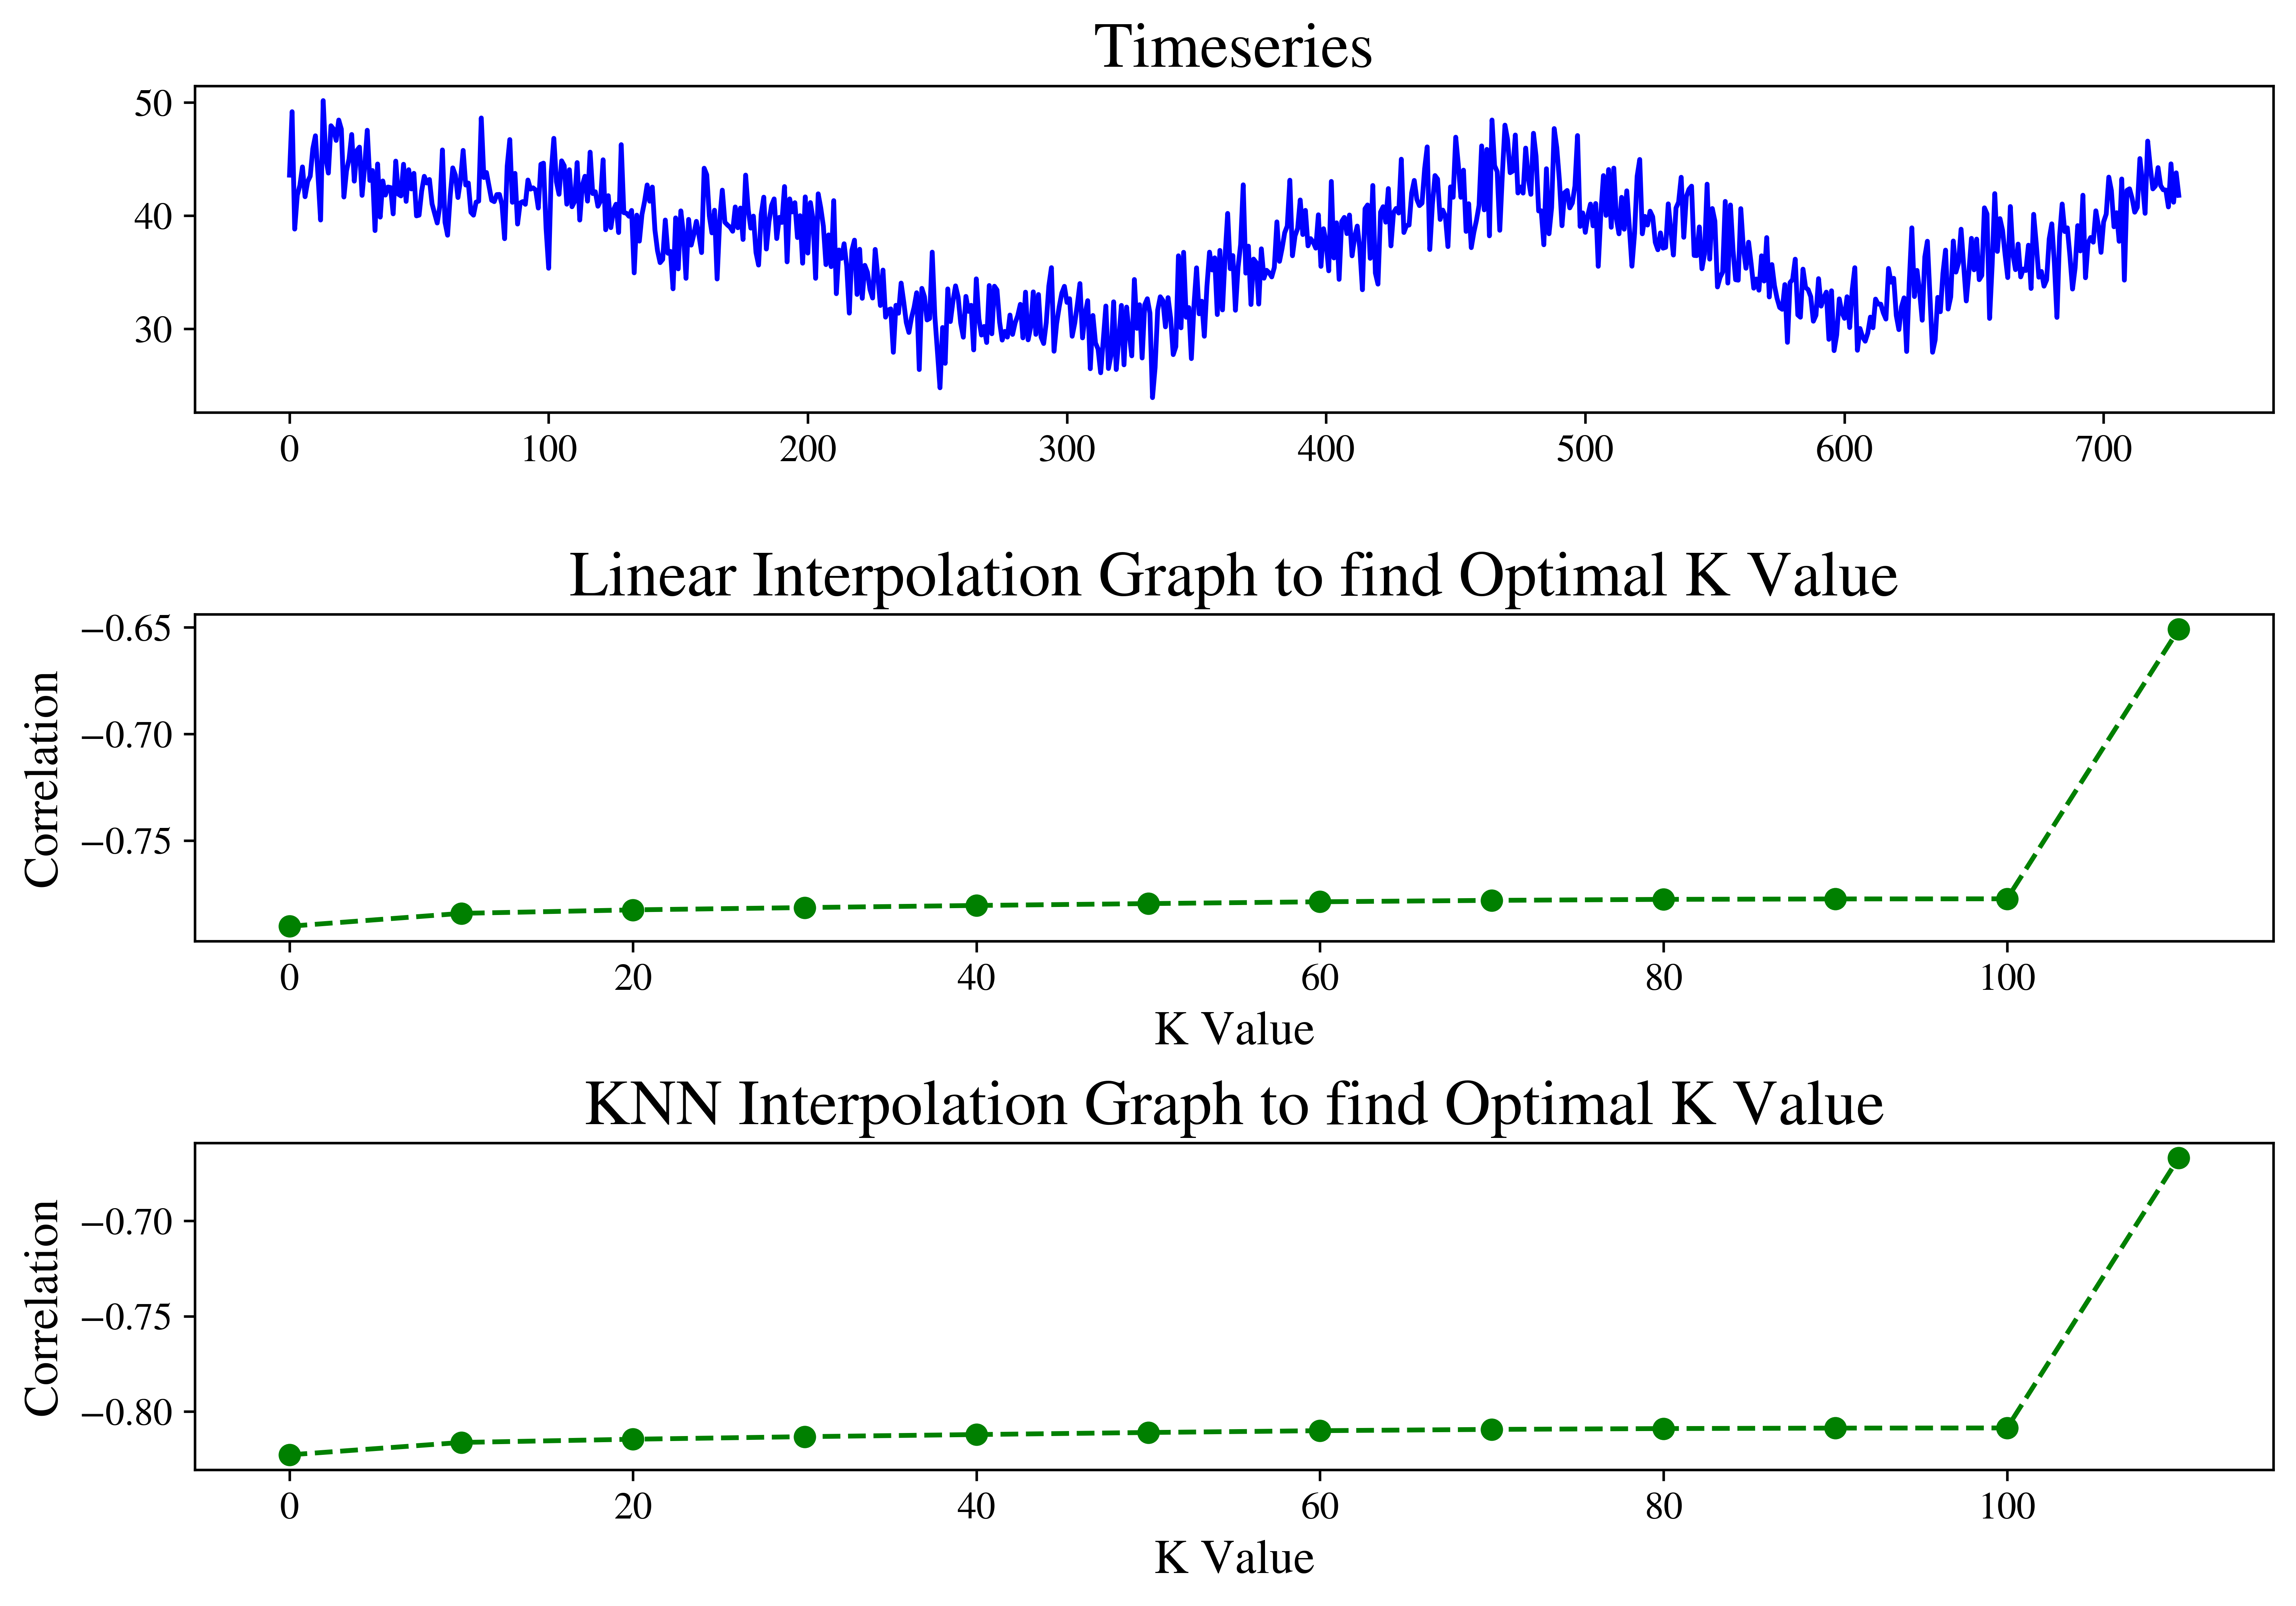 Timeseries
50
40
30
0 100 200 300 400 500 600 700
Linear Interpolation Graph to find Optimal K Value
Correlation
−0.65
−0.70
−0.75
0 20 40 60 80 100
K Value
KNN Interpolation Graph to find Optimal K Value
Correlation
−0.70
−0.75
−0.80
0 20 40 60 80 100
K Value